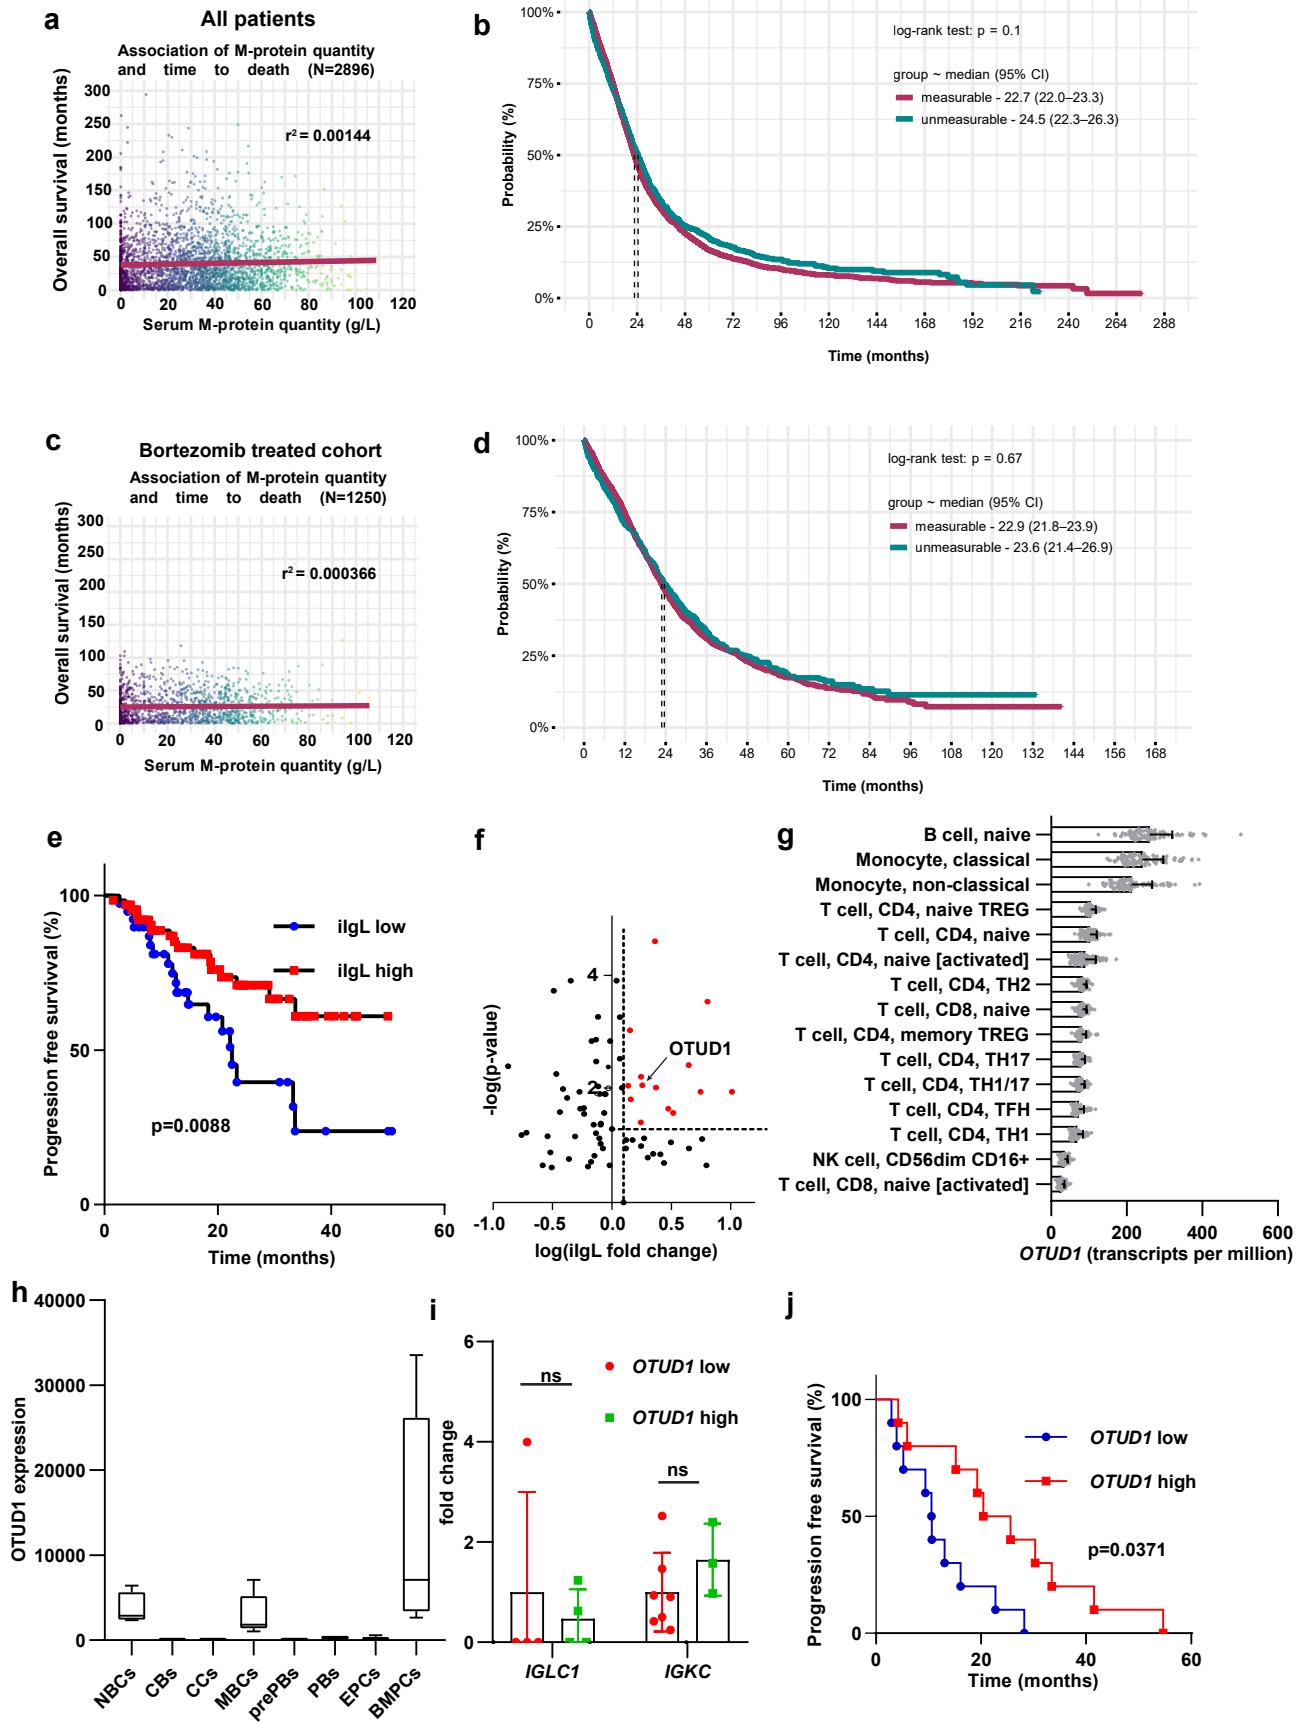 a
All patients
Association of M-protein quantity
and time to death (N=2896)
Overall survival (months)
300
250
200
150
100
50
0
r² = 0.00144
0 20 40 60 80 100 120
Serum M-protein quantity (g/L)
b
Probability (%)
100%
75%
50%
25%
0%
log-rank test: p = 0.1
group ~ median (95% CI)
measurable - 22.7 (22.0–23.3)
unmeasurable - 24.5 (22.3–26.3)
0 24 48 72 96 120 144 168 192 216 240 264 288
Time (months)
c
Bortezomib treated cohort
Association of M-protein quantity
and time to death (N=1250)
Overall survival (months)
300
250
200
150
100
50
0
r² = 0.000366
0 20 40 60 80 100 120
Serum M-protein quantity (g/L)
d
Probability (%)
100%
75%
50%
25%
0%
log-rank test: p = 0.67
group ~ median (95% CI)
measurable - 22.9 (21.8–23.9)
unmeasurable - 23.6 (21.4–26.9)
0 12 24 36 48 60 72 84 96 108 120 132 144 156 168
Time (months)
e
Progression free survival (%)
100
50
0
iIgL low
iIgL high
p=0.0088
0 20 40 60
Time (months)
f
-log(p-value)
4
2
OTUD1
-1.0 -0.5 0.0 0.5 1.0
log(iIgL fold change)
g
B cell, naive
Monocyte, classical
Monocyte, non-classical
T cell, CD4, naive TREG
T cell, CD4, naive
T cell, CD4, naive [activated]
T cell, CD4, TH2
T cell, CD8, naive
T cell, CD4, memory TREG
T cell, CD4, TH17
T cell, CD4, TH1/17
T cell, CD4, TFH
T cell, CD4, TH1
NK cell, CD56dim CD16+
T cell, CD8, naive [activated]
0 200 400 600
OTUD1 (transcripts per million)
h
OTUD1 expression
40000
30000
20000
10000
0
NBCs CBs CCs MBCs prePBs PBs EPCs BMPCs
i
fold change
6
4
2
0
ns
ns
OTUD1 low
OTUD1 high
IGLC1 IGKC
j
Progression free survival (%)
100
50
0
OTUD1 low
OTUD1 high
p=0.0371
0 20 40 60
Time (months)